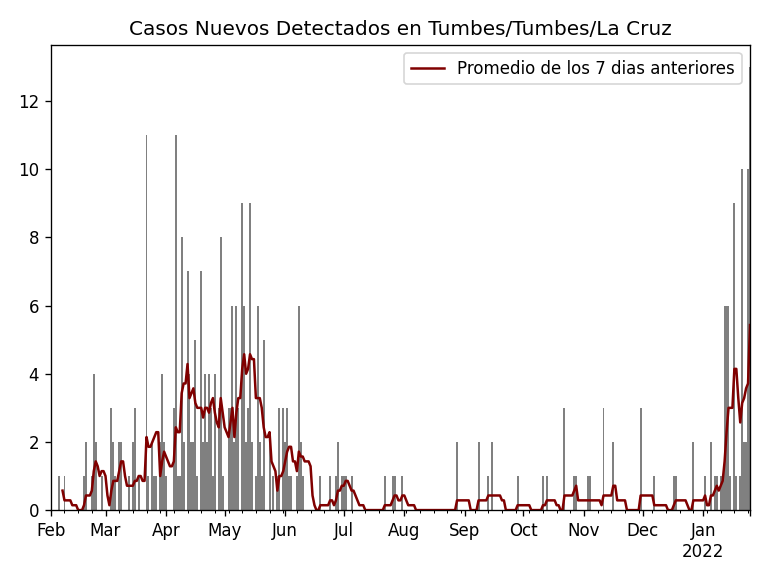 Casos Nuevos Detectados en Tumbes/Tumbes/La Cruz
Promedio de los 7 dias anteriores
12
10
8
6
4
2
0
Feb Mar Apr May Jun Jul Aug Sep Oct Nov Dec Jan
2022